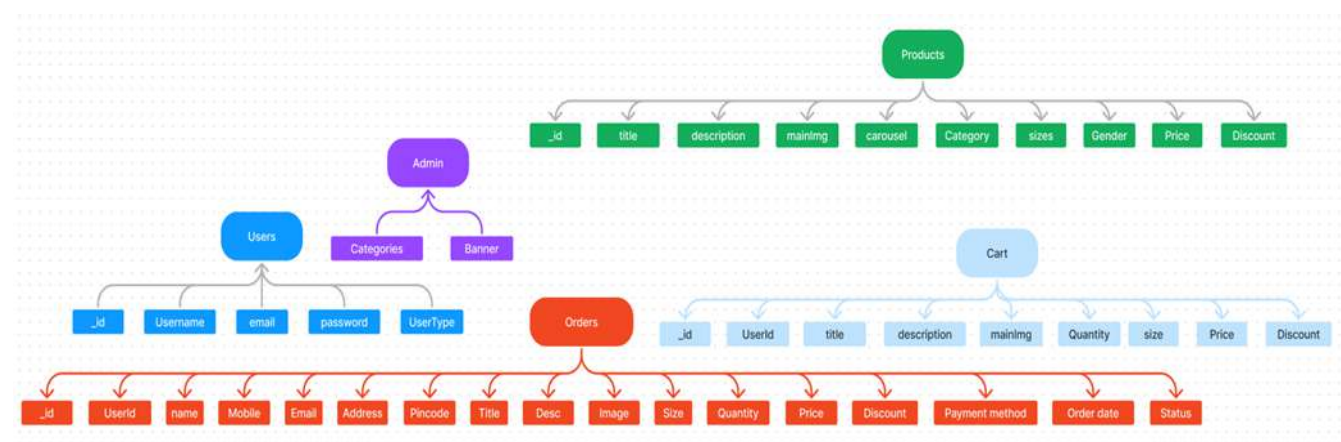 Products
_id title description mainImg carousel Category sizes Gender Price Discount
Admin
Categories Banner
Users
_id Username email password UserType
Cart
_id UserId title description mainImg Quantity size Price Discount
Orders
_id UserId name Mobile Email Address Pincode Title Desc Image Size Quantity Price Discount Payment method Order date Status